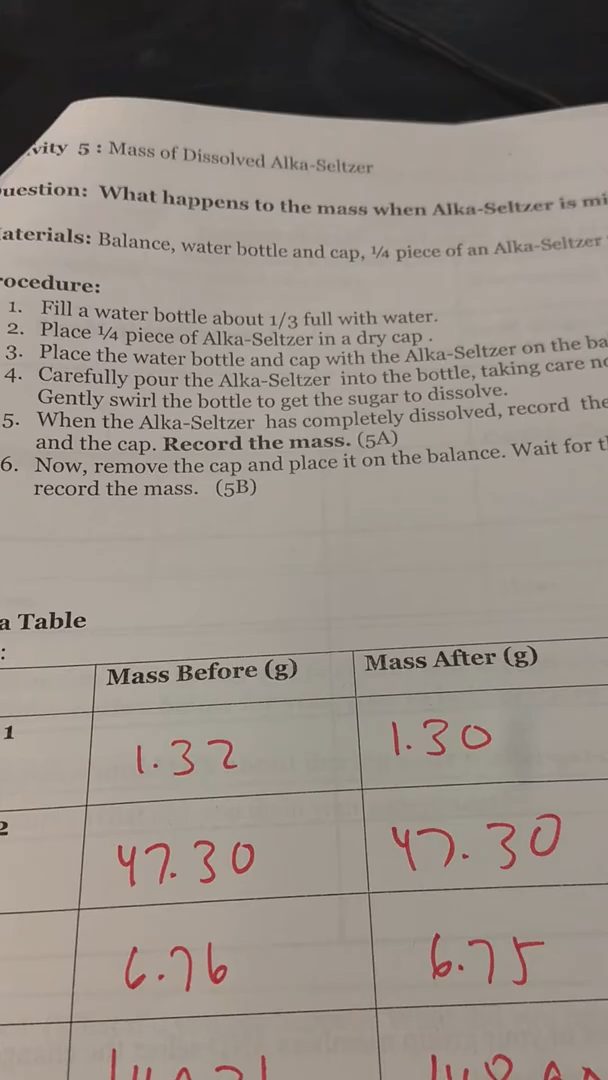 5 : Mass of Dissolved Alka-Seltzer
What happens to the mass when Alka-Seltzer is
Balance, water bottle and cap, ¼ piece of an Alka-Seltzer
1. Fill a water bottle about 1/3 full with water.
2. Place ¼ piece of Alka-Seltzer in a dry cap .
3. Place the water bottle and cap with the Alka-Seltzer on the
4. Carefully pour the Alka-Seltzer into the bottle, taking care
Gently swirl the bottle to get the sugar to dissolve.
5. When the Alka-Seltzer has completely dissolved, record the
and the cap. Record the mass. (5A)
6. Now, remove the cap and place it on the balance. Wait for
record the mass. (5B)
Table
:
Mass Before (g) Mass After (g)
1 1.32 1.30
2 47.30 47.30
6.76 6.75